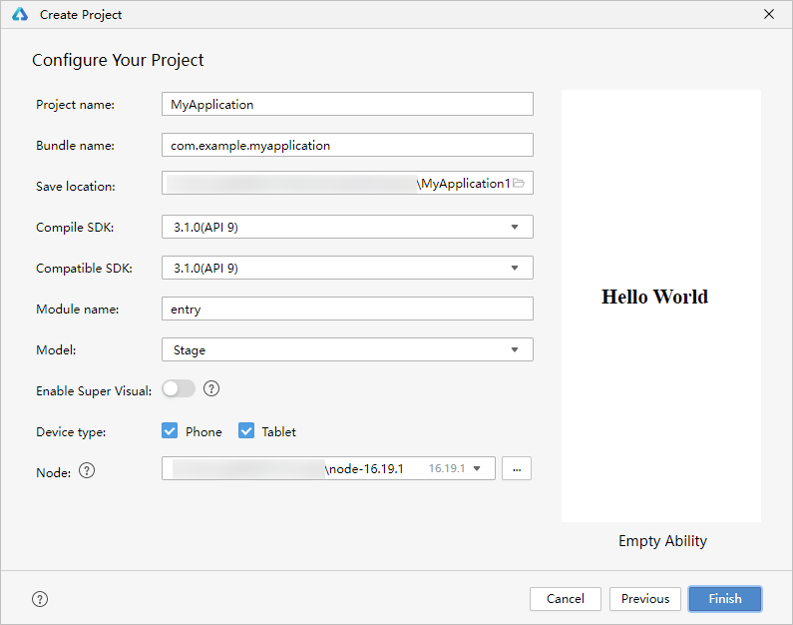 Create Project
Configure Your Project
Project name: MyApplication
Bundle name: com.example.myapplication
Save location: \MyApplication1
Compile SDK: 3.1.0(API 9)
Compatible SDK: 3.1.0(API 9)
Module name: entry
Model: Stage
Enable Super Visual: ?
Device type: Phone Tablet
Node: ? \node-16.19.1 16.19.1 ...
Hello World
Empty Ability
? Cancel Previous Finish